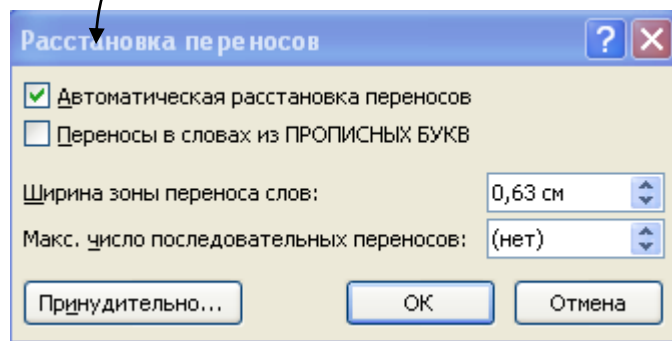 Расстановка переносов
Автоматическая расстановка переносов
Переносы в словах из ПРОПИСНЫХ БУКВ
Ширина зоны переноса слов: 0,63 см
Макс. число последовательных переносов: (нет)
Принудительно... ОК Отмена